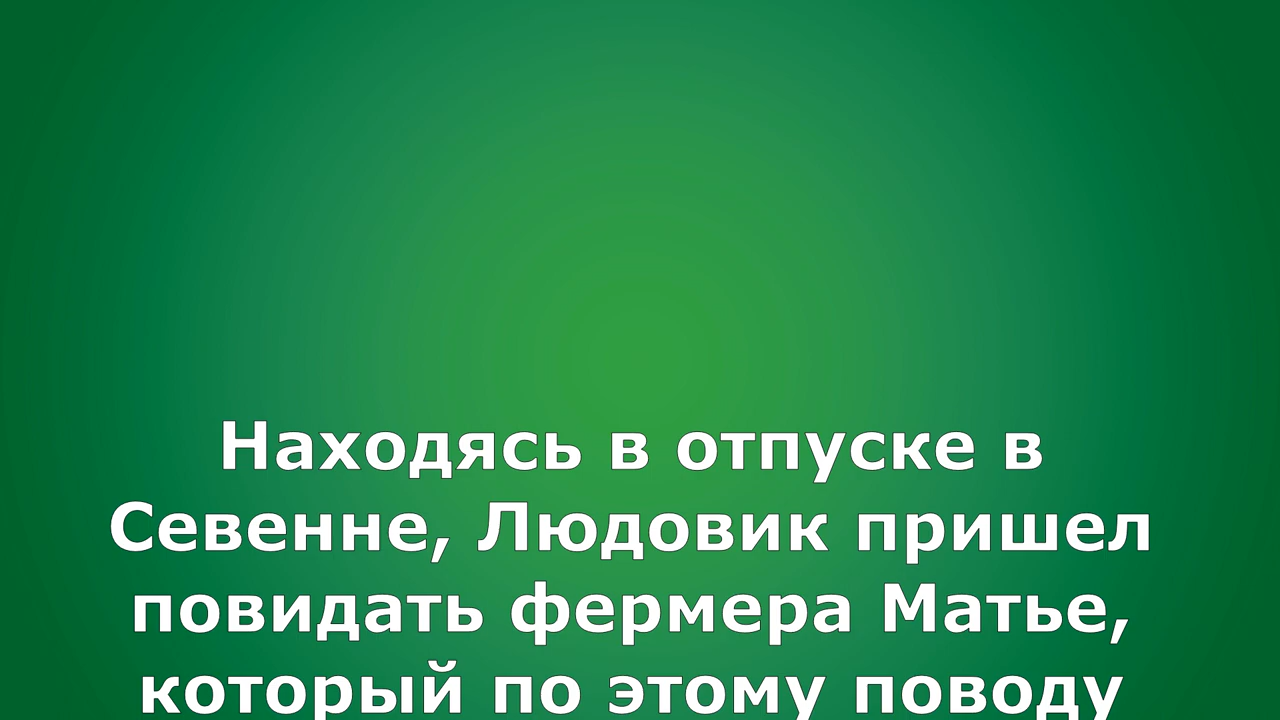 Находясь в отпуске в
Севенне, Людовик пришел
повидать фермера Матье,
который по этому поводу